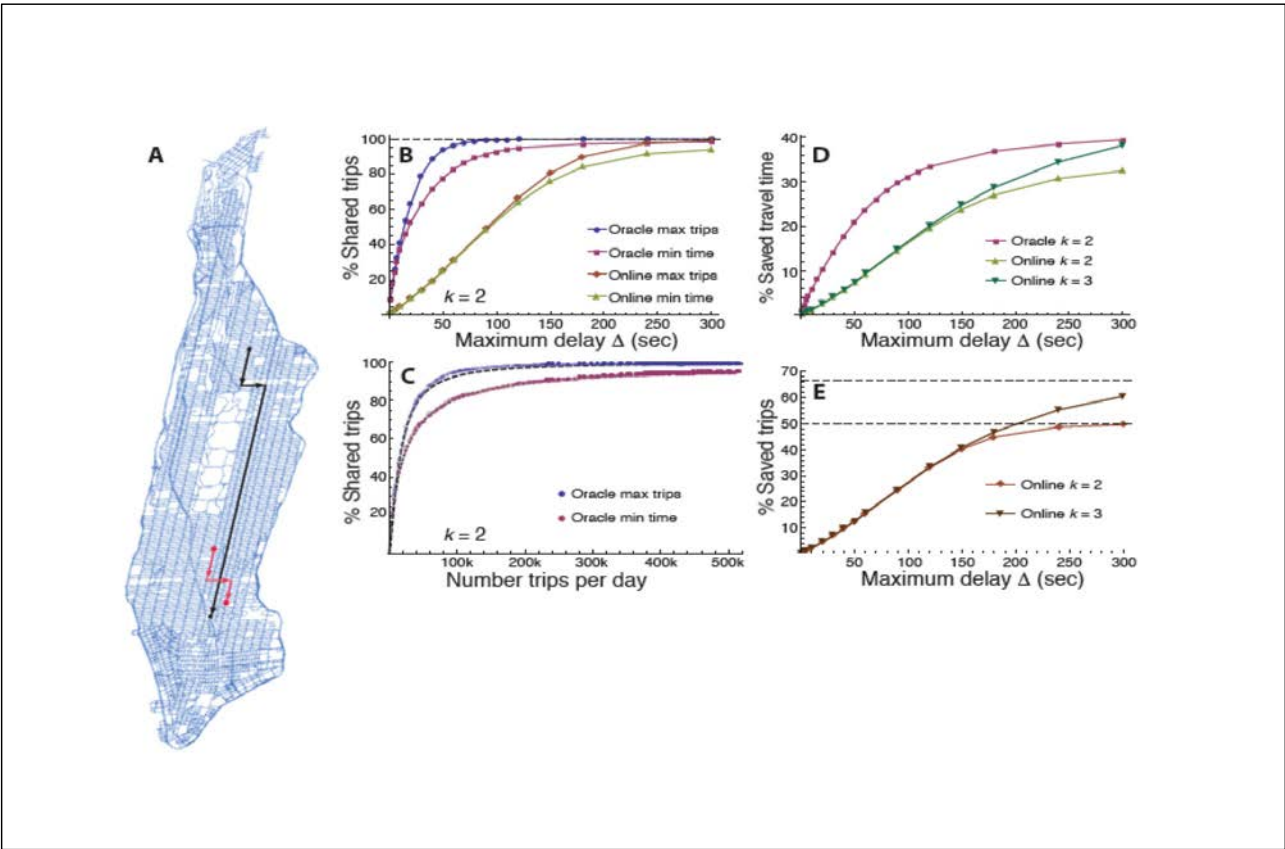 A
B
% Shared trips
100
80
60
40
20
Oracle max trips
Oracle min time
Online max trips
Online min time
k = 2
50 100 150 200 250 300
Maximum delay Δ (sec)
D
% Saved travel time
40
30
20
10
Oracle k = 2
Online k = 2
Online k = 3
50 100 150 200 250 300
Maximum delay Δ (sec)
C
% Shared trips
100
80
60
40
20
Oracle max trips
Oracle min time
k = 2
100k 200k 300k 400k 500k
Number trips per day
E
% Saved trips
70
60
50
40
30
20
10
Online k = 2
Online k = 3
50 100 150 200 250 300
Maximum delay Δ (sec)